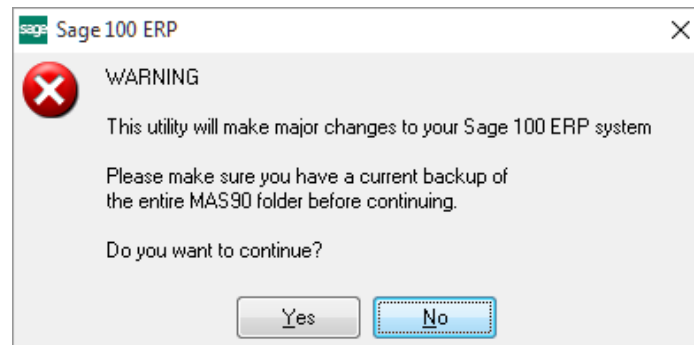 sage Sage 100 ERP
WARNING
This utility will make major changes to your Sage 100 ERP system
Please make sure you have a current backup of
the entire MAS90 folder before continuing.
Do you want to continue?
Yes No